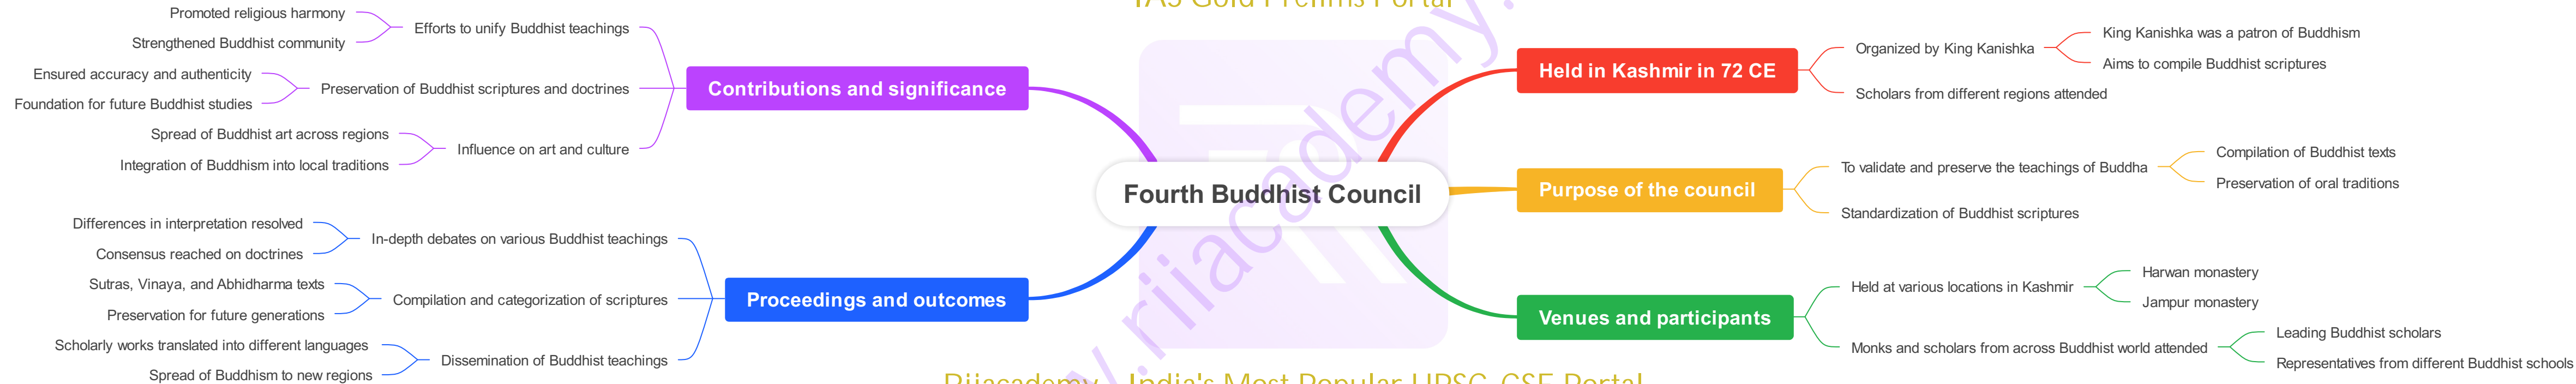 IAS Gold Prelims Portal
Fourth Buddhist Council
Held in Kashmir in 72 CE
Organized by King Kanishka
King Kanishka was a patron of Buddhism
Aims to compile Buddhist scriptures
Scholars from different regions attended
Purpose of the council
To validate and preserve the teachings of Buddha
Compilation of Buddhist texts
Preservation of oral traditions
Standardization of Buddhist scriptures
Venues and participants
Held at various locations in Kashmir
Harwan monastery
Jampur monastery
Monks and scholars from across Buddhist world attended
Leading Buddhist scholars
Representatives from different Buddhist schools
Contributions and significance
Efforts to unify Buddhist teachings
Promoted religious harmony
Strengthened Buddhist community
Preservation of Buddhist scriptures and doctrines
Ensured accuracy and authenticity
Foundation for future Buddhist studies
Influence on art and culture
Spread of Buddhist art across regions
Integration of Buddhism into local traditions
Proceedings and outcomes
In-depth debates on various Buddhist teachings
Differences in interpretation resolved
Consensus reached on doctrines
Compilation and categorization of scriptures
Sutras, Vinaya, and Abhidharma texts
Preservation for future generations
Dissemination of Buddhist teachings
Scholarly works translated into different languages
Spread of Buddhism to new regions
Rijacademy - India's Most Popular UPSC-CSE Portal